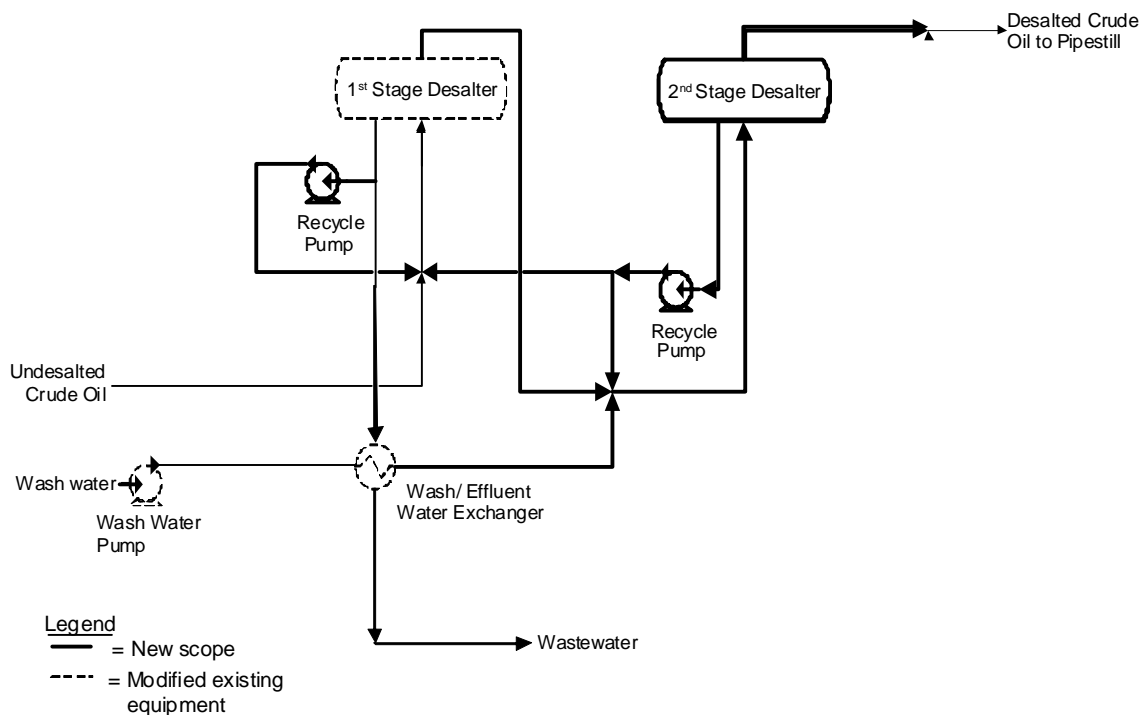 Desalted Crude
Oil to Pipestill
1st Stage Desalter
2nd Stage Desalter
Recycle
Pump
Recycle
Pump
Undesalted
Crude Oil
Wash water
Wash/ Effluent
Water Exchanger
Wash Water
Pump
Legend
= New scope
= Modified existing
equipment
Wastewater